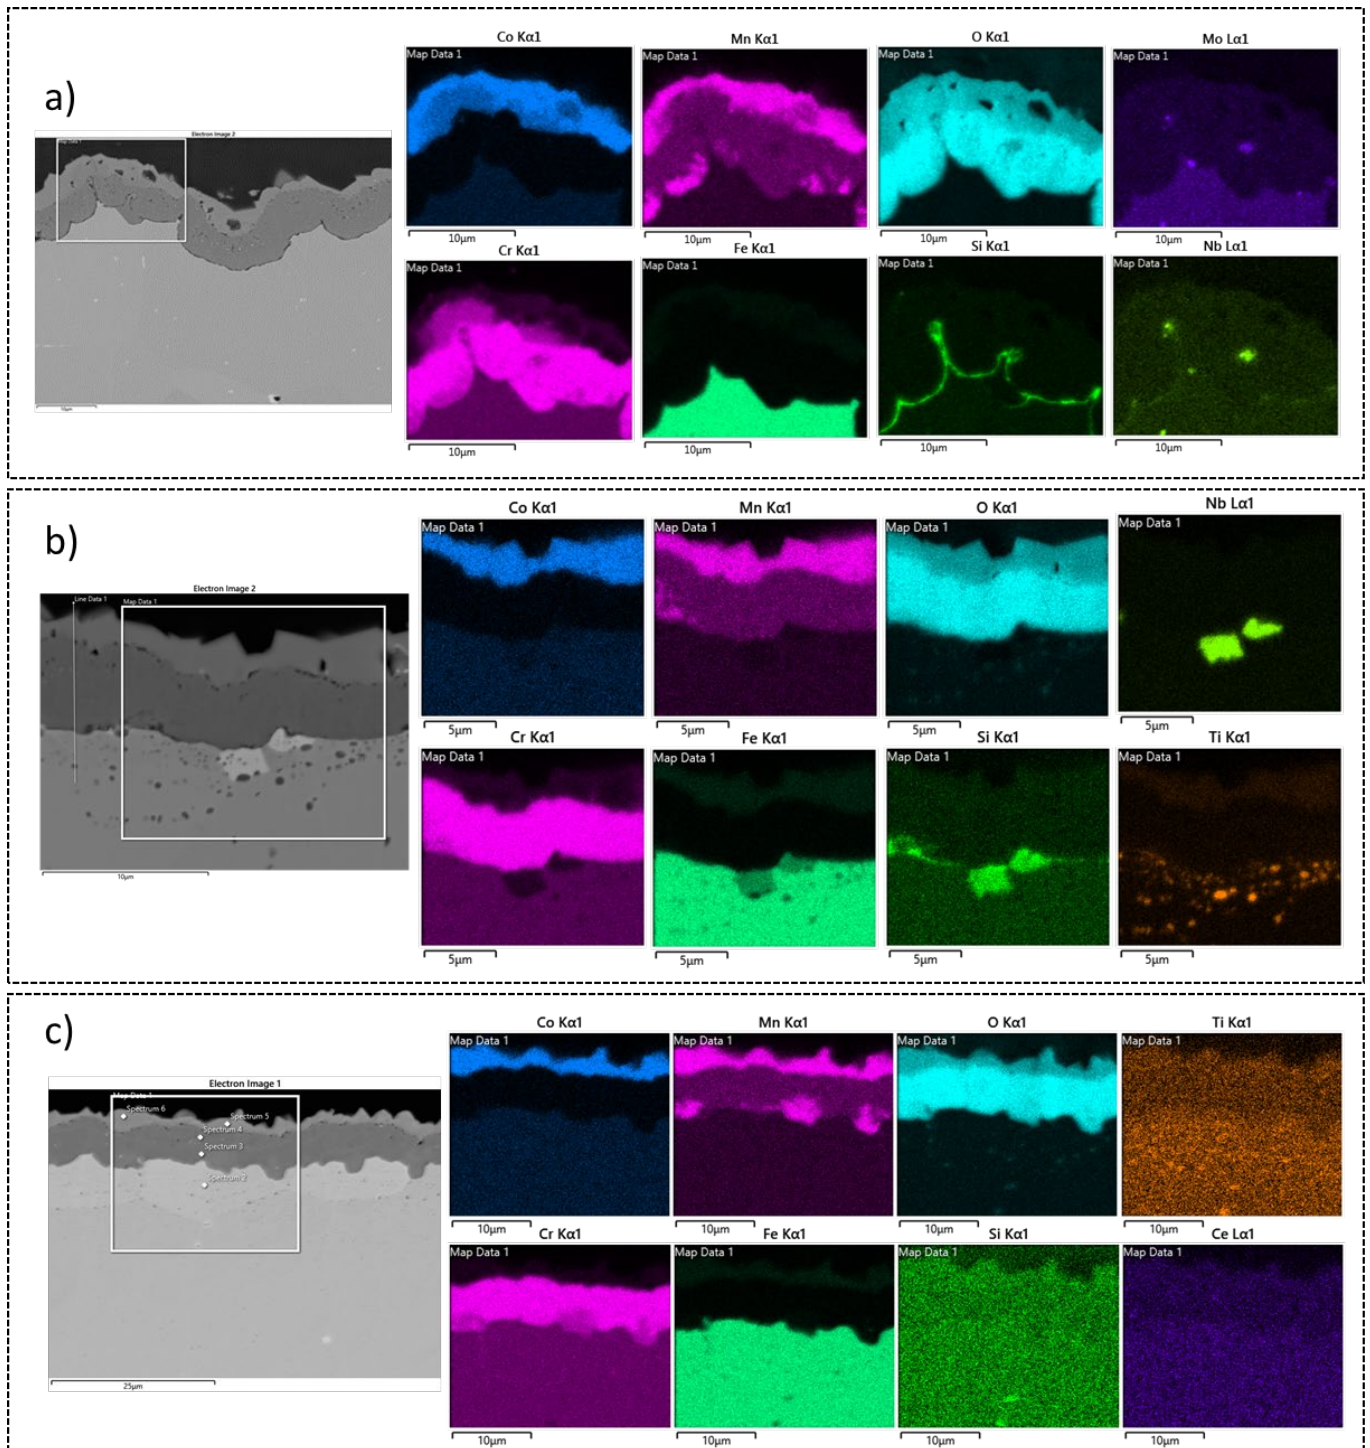 a)
Electron Image 2
Map Data 1
10μm
Co Kα1
Mn Kα1
O Kα1
Mo Lα1
Map Data 1
Map Data 1
Map Data 1
Map Data 1
10μm
10μm
10μm
10μm
Cr Kα1
Fe Kα1
Si Kα1
Nb Lα1
Map Data 1
Map Data 1
Map Data 1
Map Data 1
10μm
10μm
10μm
10μm
b)
Electron Image 2
Line Data 1
Map Data 1
10μm
Co Kα1
Mn Kα1
O Kα1
Nb Lα1
Map Data 1
Map Data 1
Map Data 1
Map Data 1
5μm
5μm
5μm
5μm
Cr Kα1
Fe Kα1
Si Kα1
Ti Kα1
Map Data 1
Map Data 1
Map Data 1
Map Data 1
5μm
5μm
5μm
5μm
c)
Electron Image 1
Map Data 1
Spectrum 6
Spectrum 5
Spectrum 4
Spectrum 3
Spectrum 2
25μm
Co Kα1
Mn Kα1
O Kα1
Ti Kα1
Map Data 1
Map Data 1
Map Data 1
Map Data 1
10μm
10μm
10μm
10μm
Cr Kα1
Fe Kα1
Si Kα1
Ce Lα1
Map Data 1
Map Data 1
Map Data 1
Map Data 1
10μm
10μm
10μm
10μm